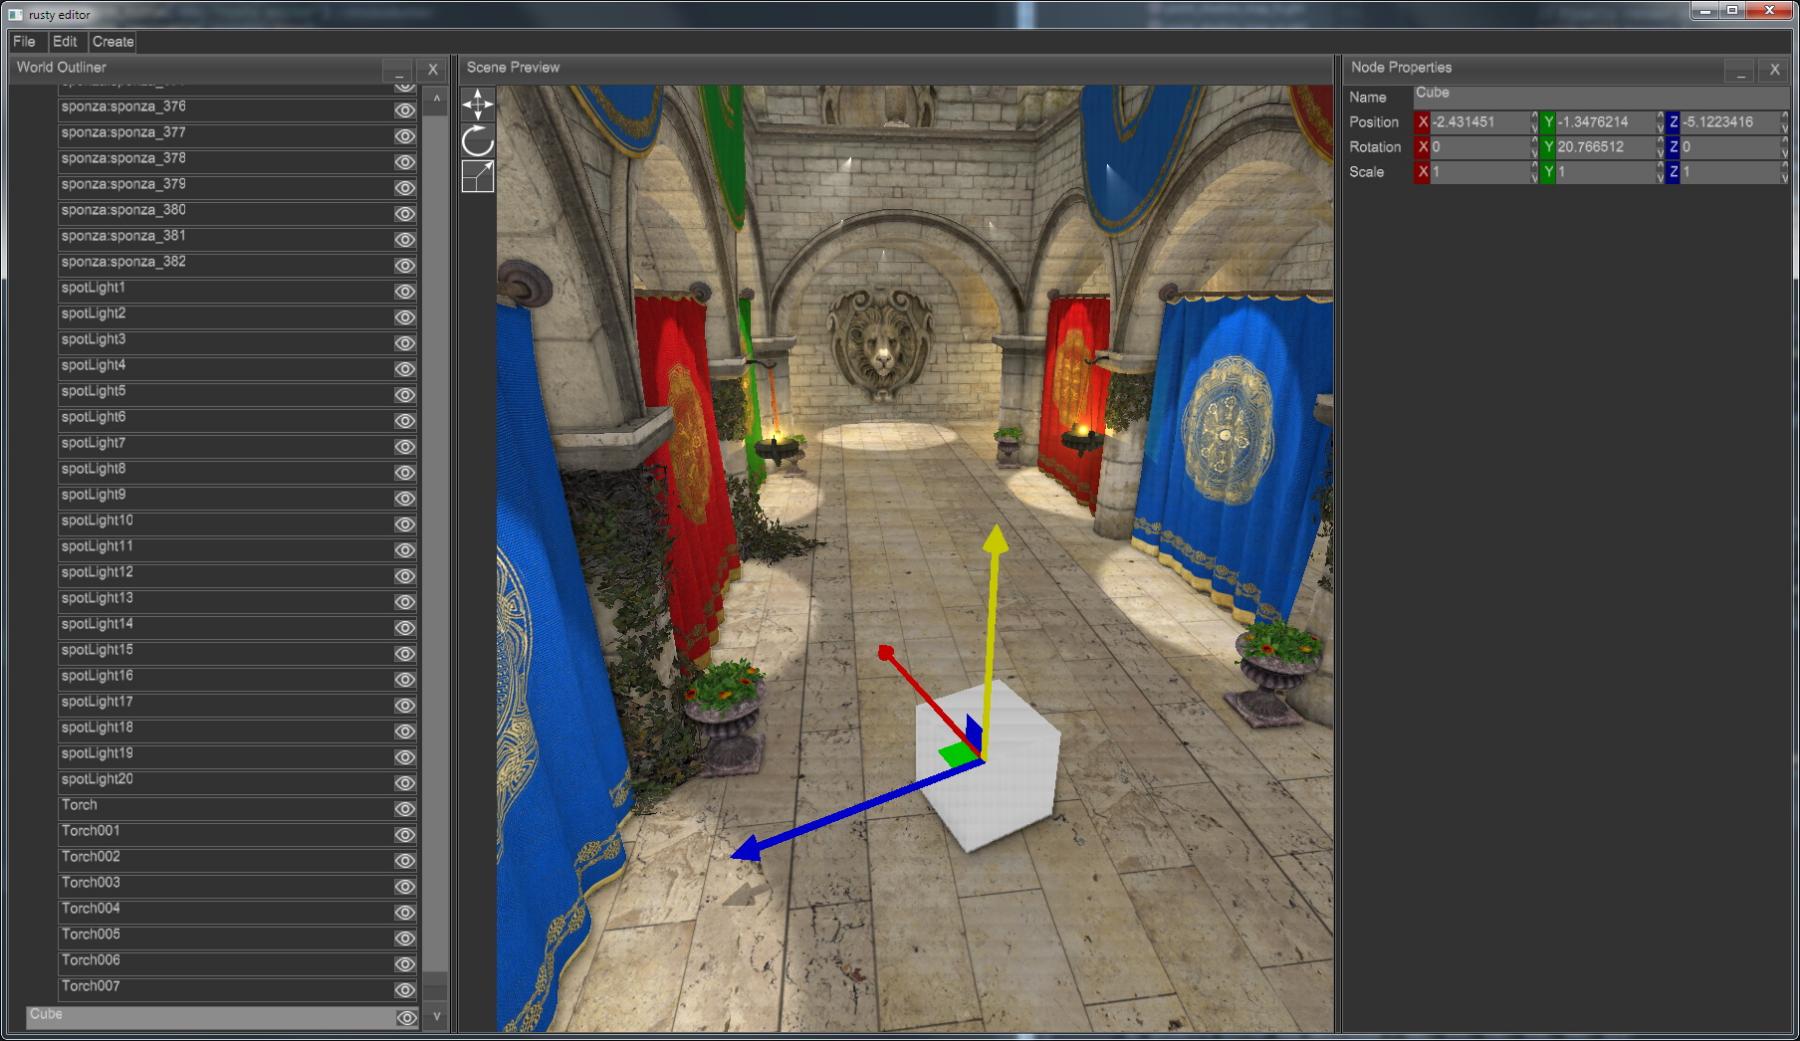 rusty editor
File Edit Create
World Outliner
_ X
sponza:sponza_376
sponza:sponza_377
sponza:sponza_378
sponza:sponza_379
sponza:sponza_380
sponza:sponza_381
sponza:sponza_382
spotLight1
spotLight2
spotLight3
spotLight4
spotLight5
spotLight6
spotLight7
spotLight8
spotLight9
spotLight10
spotLight11
spotLight12
spotLight13
spotLight14
spotLight15
spotLight16
spotLight17
spotLight18
spotLight19
spotLight20
Torch
Torch001
Torch002
Torch003
Torch004
Torch005
Torch006
Torch007
Cube
Scene Preview
Node Properties
_ X
Name Cube
Position X -2.431451 Y -1.3476214 Z -5.1223416
Rotation X 0 Y 20.766512 Z 0
Scale X 1 Y 1 Z 1